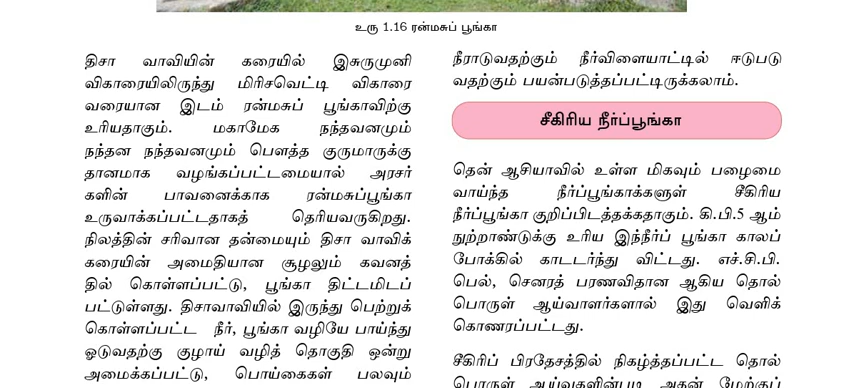 உரு 1.16 ரன்மசுப் பூங்கா
திசா வாவியின் கரையில் இசுருமுனி
விகாரையிலிருந்து மிரிசவெட்டி விகாரை
வரையான இடம் ரன்மசுப் பூங்காவிற்கு
உரியதாகும். மகாமேக நந்தவனமும்
நந்தன நந்தவனமும் பௌத்த குருமாருக்கு
தானமாக வழங்கப்பட்டமையால் அரசர்
களின் பாவனைக்காக ரன்மசுப்பூங்கா
உருவாக்கப்பட்டதாகத் தெரியவருகிறது.
நிலத்தின் சரிவான தன்மையும் திசா வாவிக்
கரையின் அமைதியான சூழலும் கவனத்
தில் கொள்ளப்பட்டு, பூங்கா திட்டமிடப்
பட்டுள்ளது. திசாவாவியில் இருந்து பெற்றுக்
கொள்ளப்பட்ட நீர், பூங்கா வழியே பாய்ந்து
ஓடுவதற்கு குழாய் வழித் தொகுதி ஒன்று
அமைக்கப்பட்டு, பொய்கைகள் பலவும்
நீராடுவதற்கும் நீர்விளையாட்டில் ஈடுபடு
வதற்கும் பயன்படுத்தப்பட்டிருக்கலாம்.
சீகிரிய நீர்ப்பூங்கா
தென் ஆசியாவில் உள்ள மிகவும் பழைமை
வாய்ந்த நீர்ப்பூங்காக்களுள் சீகிரிய
நீர்ப்பூங்கா குறிப்பிடத்தக்கதாகும். கி.பி.5 ஆம்
நுற்றாண்டுக்கு உரிய இந்நீர்ப் பூங்கா காலப்
போக்கில் காடடர்ந்து விட்டது. எச்.சி.பி.
பெல், செனரத் பரணவிதான ஆகிய தொல்
பொருள் ஆய்வாளர்களால் இது வெளிக்
கொணரப்பட்டது.
சீகிரிப் பிரதேசத்தில் நிகழ்த்தப்பட்ட தொல்
பொருள் ஆய்வுகளின்படி அதன் மேற்குப்